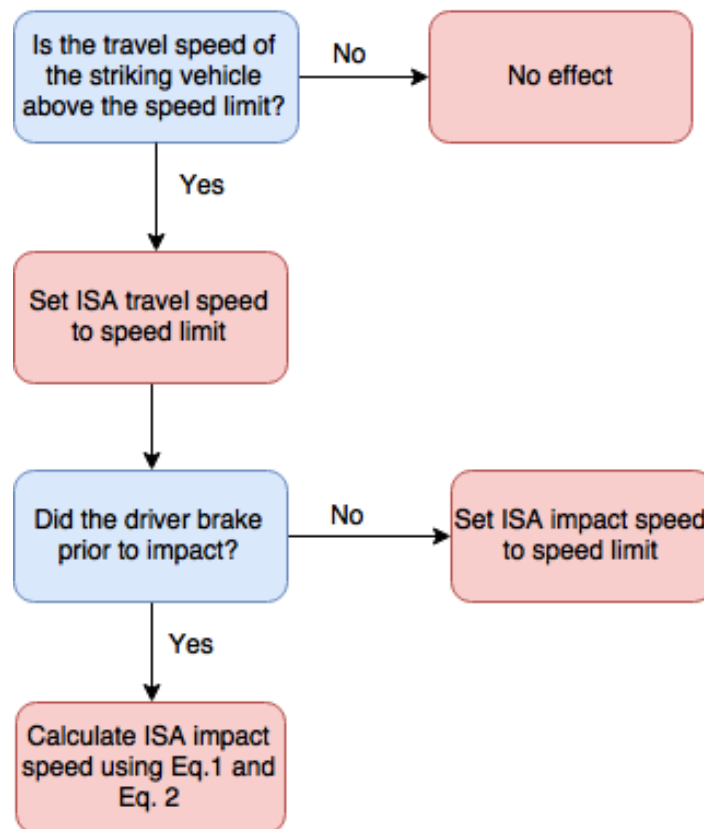 Is the travel speed of
the striking vehicle
above the speed limit?
No
No effect
Yes
Set ISA travel speed
to speed limit
Did the driver brake
prior to impact?
No
Set ISA impact speed
to speed limit
Yes
Calculate ISA impact
speed using Eq.1 and
Eq. 2